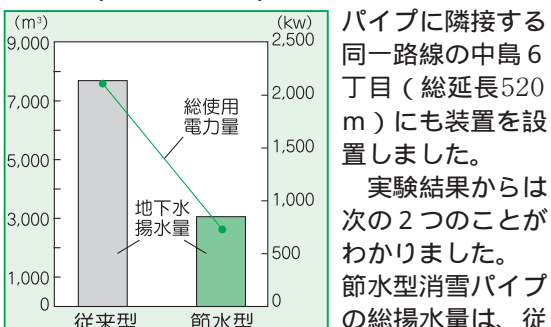 (m³)
(kw)
9,000
7,000
5,000
3,000
1,000
0
2,500
2,000
1,500
1,000
500
0
総使用
電力量
地下水
揚水量
従来型
節水型
パイプに隣接する
同一路線の中島6
丁目(総延長520
m)にも装置を設
置しました。
　実験結果からは
次の2つのことが
わかりました。
節水型消雪パイプ
の総揚水量は、従